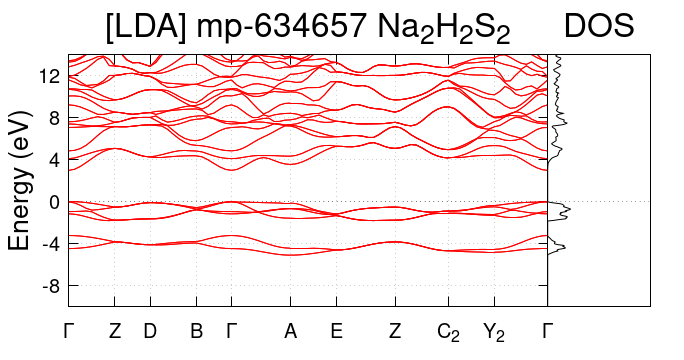 [LDA] mp-634657 Na₂H₂S₂ DOS
Energy (eV)
12
8
4
0
-4
-8
Γ Z D B Γ A E Z C₂ Y₂ Γ